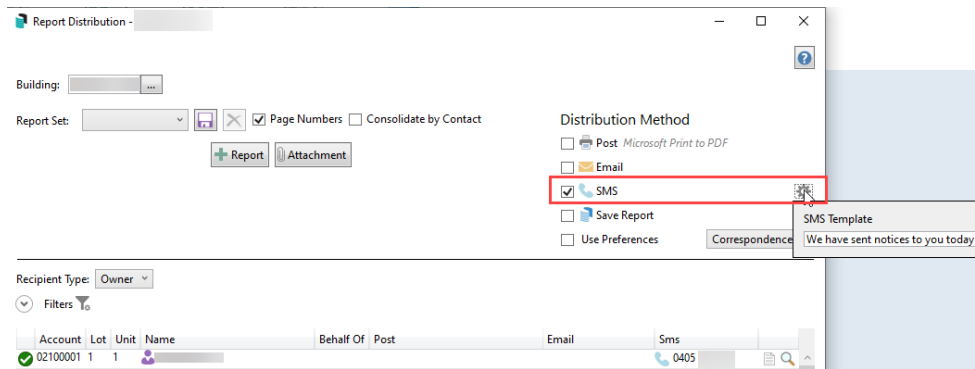 Report Distribution -
Building:
...
Report Set:
Page Numbers
Consolidate by Contact
Report
Attachment
Distribution Method
Post Microsoft Print to PDF
Email
SMS
Save Report
Use Preferences
Correspondence
SMS Template
We have sent notices to you today
Recipient Type: Owner
Filters
Account Lot Unit Name Behalf Of Post Email Sms
02100001 1 1 0405